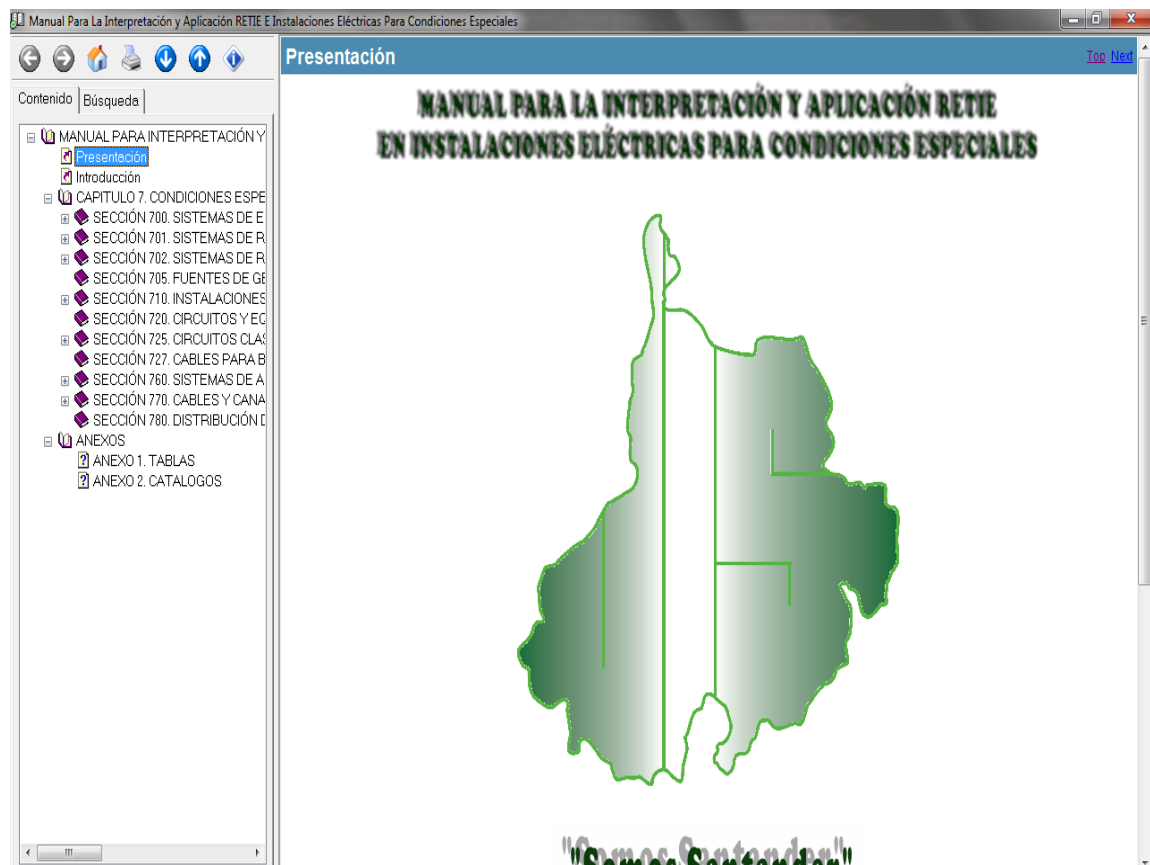 Manual Para La Interpretación y Aplicación RETIE E Instalaciones Eléctricas Para Condiciones Especiales
Contenido
Búsqueda
MANUAL PARA INTERPRETACIÓN Y
Presentación
Introducción
CAPITULO 7. CONDICIONES ESPE
SECCIÓN 700. SISTEMAS DE E
SECCIÓN 701. SISTEMAS DE R
SECCIÓN 702. SISTEMAS DE R
SECCIÓN 705. FUENTES DE GE
SECCIÓN 710. INSTALACIONES
SECCIÓN 720. CIRCUITOS Y EQ
SECCIÓN 725. CIRCUITOS CLAS
SECCIÓN 727. CABLES PARA B
SECCIÓN 760. SISTEMAS DE A
SECCIÓN 770. CABLES Y CANA
SECCIÓN 780. DISTRIBUCIÓN D
ANEXOS
ANEXO 1. TABLAS
ANEXO 2. CATALOGOS
Presentación
Top Next
MANUAL PARA LA INTERPRETACIÓN Y APLICACIÓN RETIE
EN INSTALACIONES ELÉCTRICAS PARA CONDICIONES ESPECIALES
"Somos Santander"